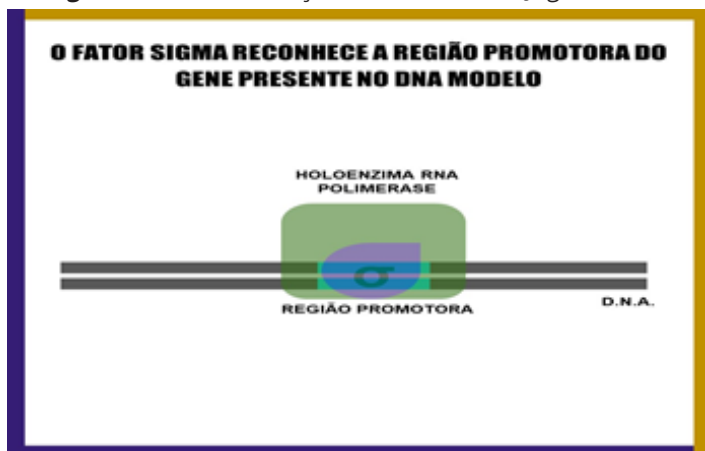 O FATOR SIGMA RECONHECE A REGIÃO PROMOTORA DO
GENE PRESENTE NO DNA MODELO
HOLOENZIMA RNA
POLIMERASE
σ
REGIÃO PROMOTORA
D.N.A.